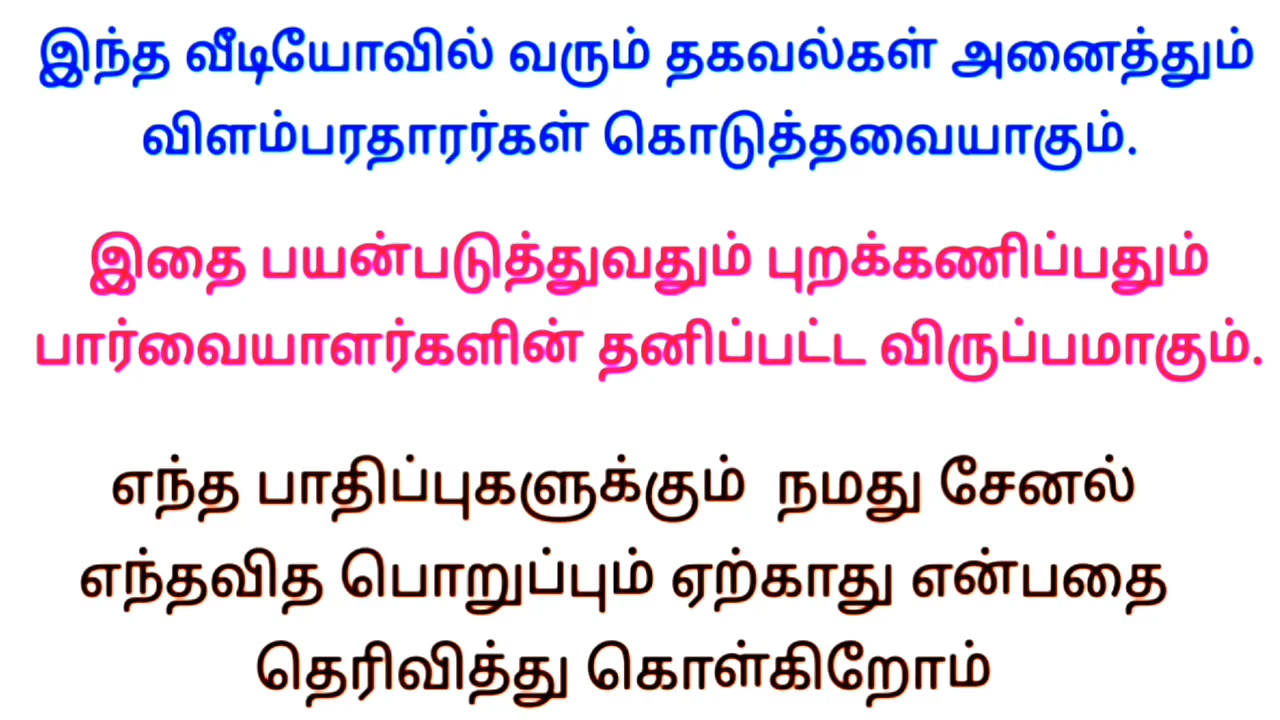 இந்த வீடியோவில் வரும் தகவல்கள் அனைத்தும்
விளம்பரதாரர்கள் கொடுத்தவையாகும்.
இதை பயன்படுத்துவதும் புறக்கணிப்பதும்
பார்வையாளர்களின் தனிப்பட்ட விருப்பமாகும்.
எந்த பாதிப்புகளுக்கும் நமது சேனல்
எந்தவித பொறுப்பும் ஏற்காது என்பதை
தெரிவித்து கொள்கிறோம்